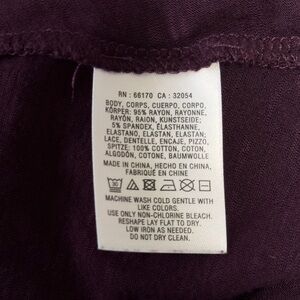 RN : 66170 CA : 32054
BODY, CORPS, CUERPO, CORPO,
KÖRPER: 95% RAYON, RAYONNE,
RAYÓN, RAION, KUNSTSEIDE;
5% SPANDEX, ÉLASTHANNE,
ELASTANO, ELASTAN, ELASTAN;
LACE, DENTELLE, ENCAJE, PIZZO,
SPITZE: 100% COTTON, COTON,
ALGODÓN, COTONE, BAUMWOLLE
MADE IN CHINA, HECHO EN CHINA,
FABRIQUÉ EN CHINE
30
MACHINE WASH COLD GENTLE WITH
LIKE COLORS.
USE ONLY NON-CHLORINE BLEACH.
RESHAPE LAY FLAT TO DRY.
LOW IRON AS NEEDED.
DO NOT DRY CLEAN.